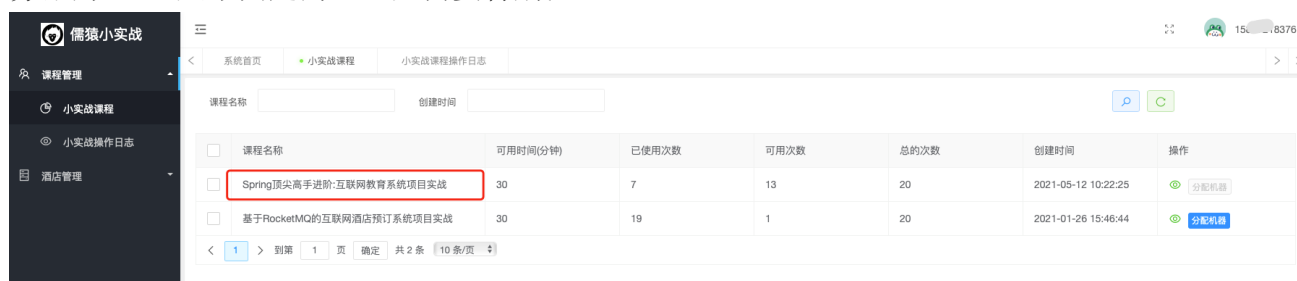 儒猿小实战
158 8376
系统首页 小实战课程 小实战课程操作日志
课程管理
小实战课程
小实战操作日志
酒店管理
课程名称 创建时间
课程名称 可用时间(分钟) 已使用次数 可用次数 总的次数 创建时间 操作
Spring顶尖高手进阶:互联网教育系统项目实战 30 7 13 20 2021-05-12 10:22:25 分配机器
基于RocketMQ的互联网酒店预订系统项目实战 30 19 1 20 2021-01-26 15:46:44 分配机器
< 1 > 到第 1 页 确定 共 2 条 10 条/页